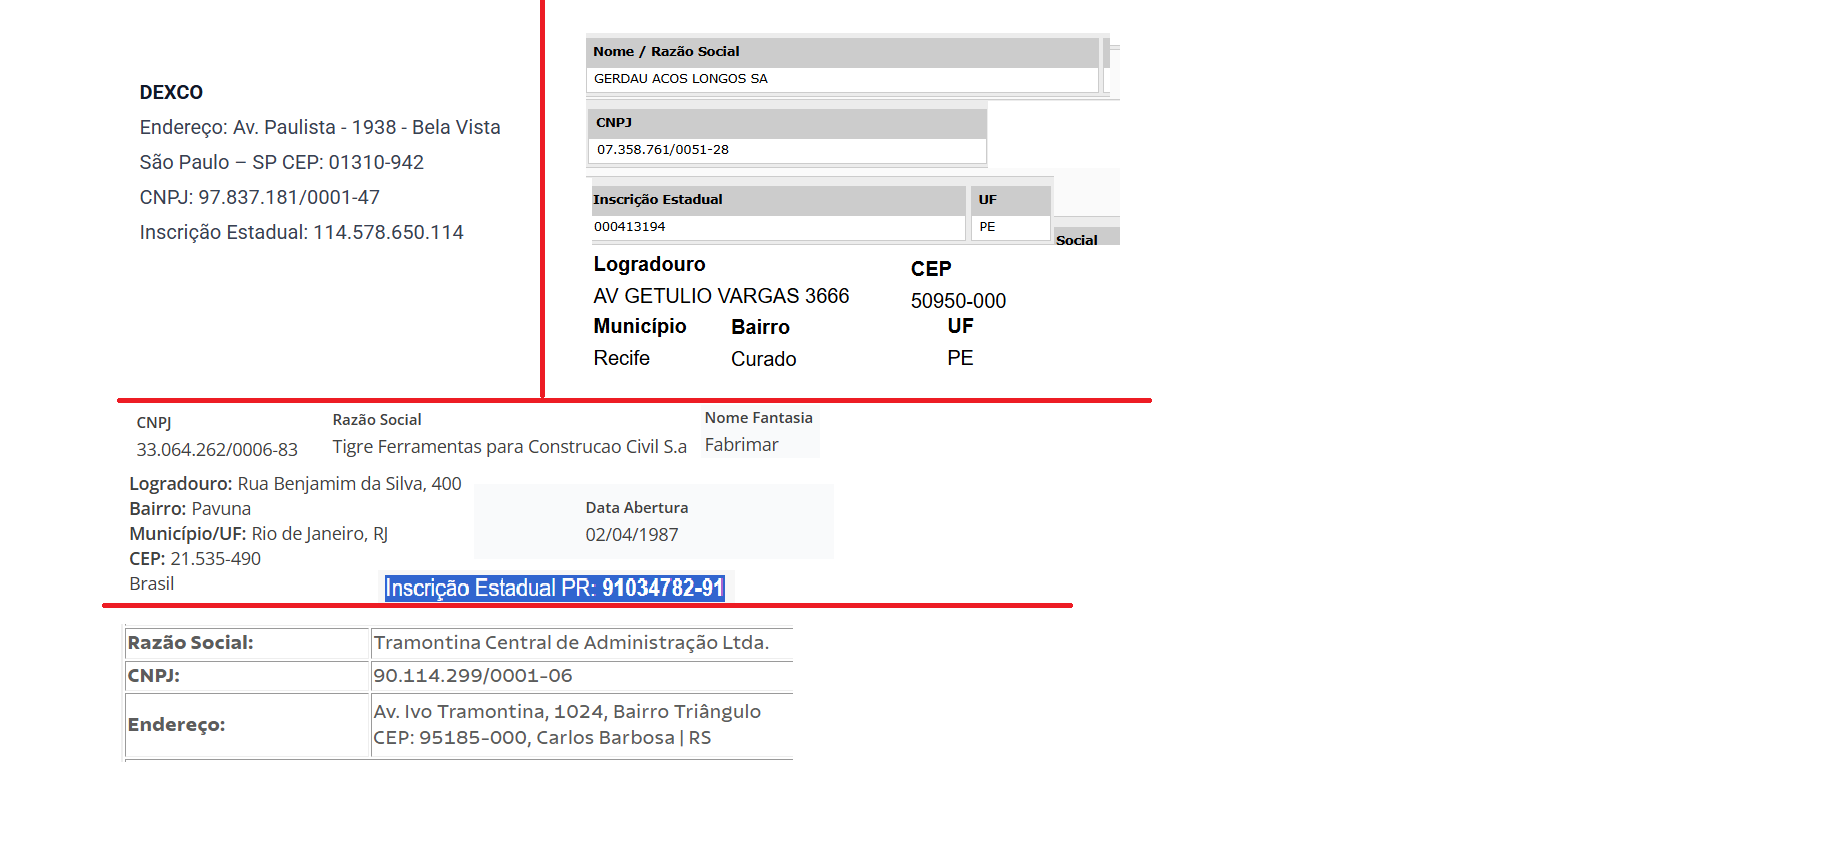 DEXCO
Endereço: Av. Paulista - 1938 - Bela Vista
São Paulo – SP CEP: 01310-942
CNPJ: 97.837.181/0001-47
Inscrição Estadual: 114.578.650.114
Nome / Razão Social
GERDAU ACOS LONGOS SA
CNPJ
07.358.761/0051-28
Inscrição Estadual UF
000413194 PE
Social
Logradouro CEP
AV GETULIO VARGAS 3666 50950-000
Município Bairro UF
Recife Curado PE
CNPJ Razão Social Nome Fantasia
33.064.262/0006-83 Tigre Ferramentas para Construcao Civil S.a Fabrimar
Logradouro: Rua Benjamim da Silva, 400
Bairro: Pavuna
Município/UF: Rio de Janeiro, RJ
CEP: 21.535-490
Brasil
Data Abertura
02/04/1987
Inscrição Estadual PR: 91034782-91
Razão Social: Tramontina Central de Administração Ltda.
CNPJ: 90.114.299/0001-06
Endereço: Av. Ivo Tramontina, 1024, Bairro Triângulo
CEP: 95185-000, Carlos Barbosa | RS